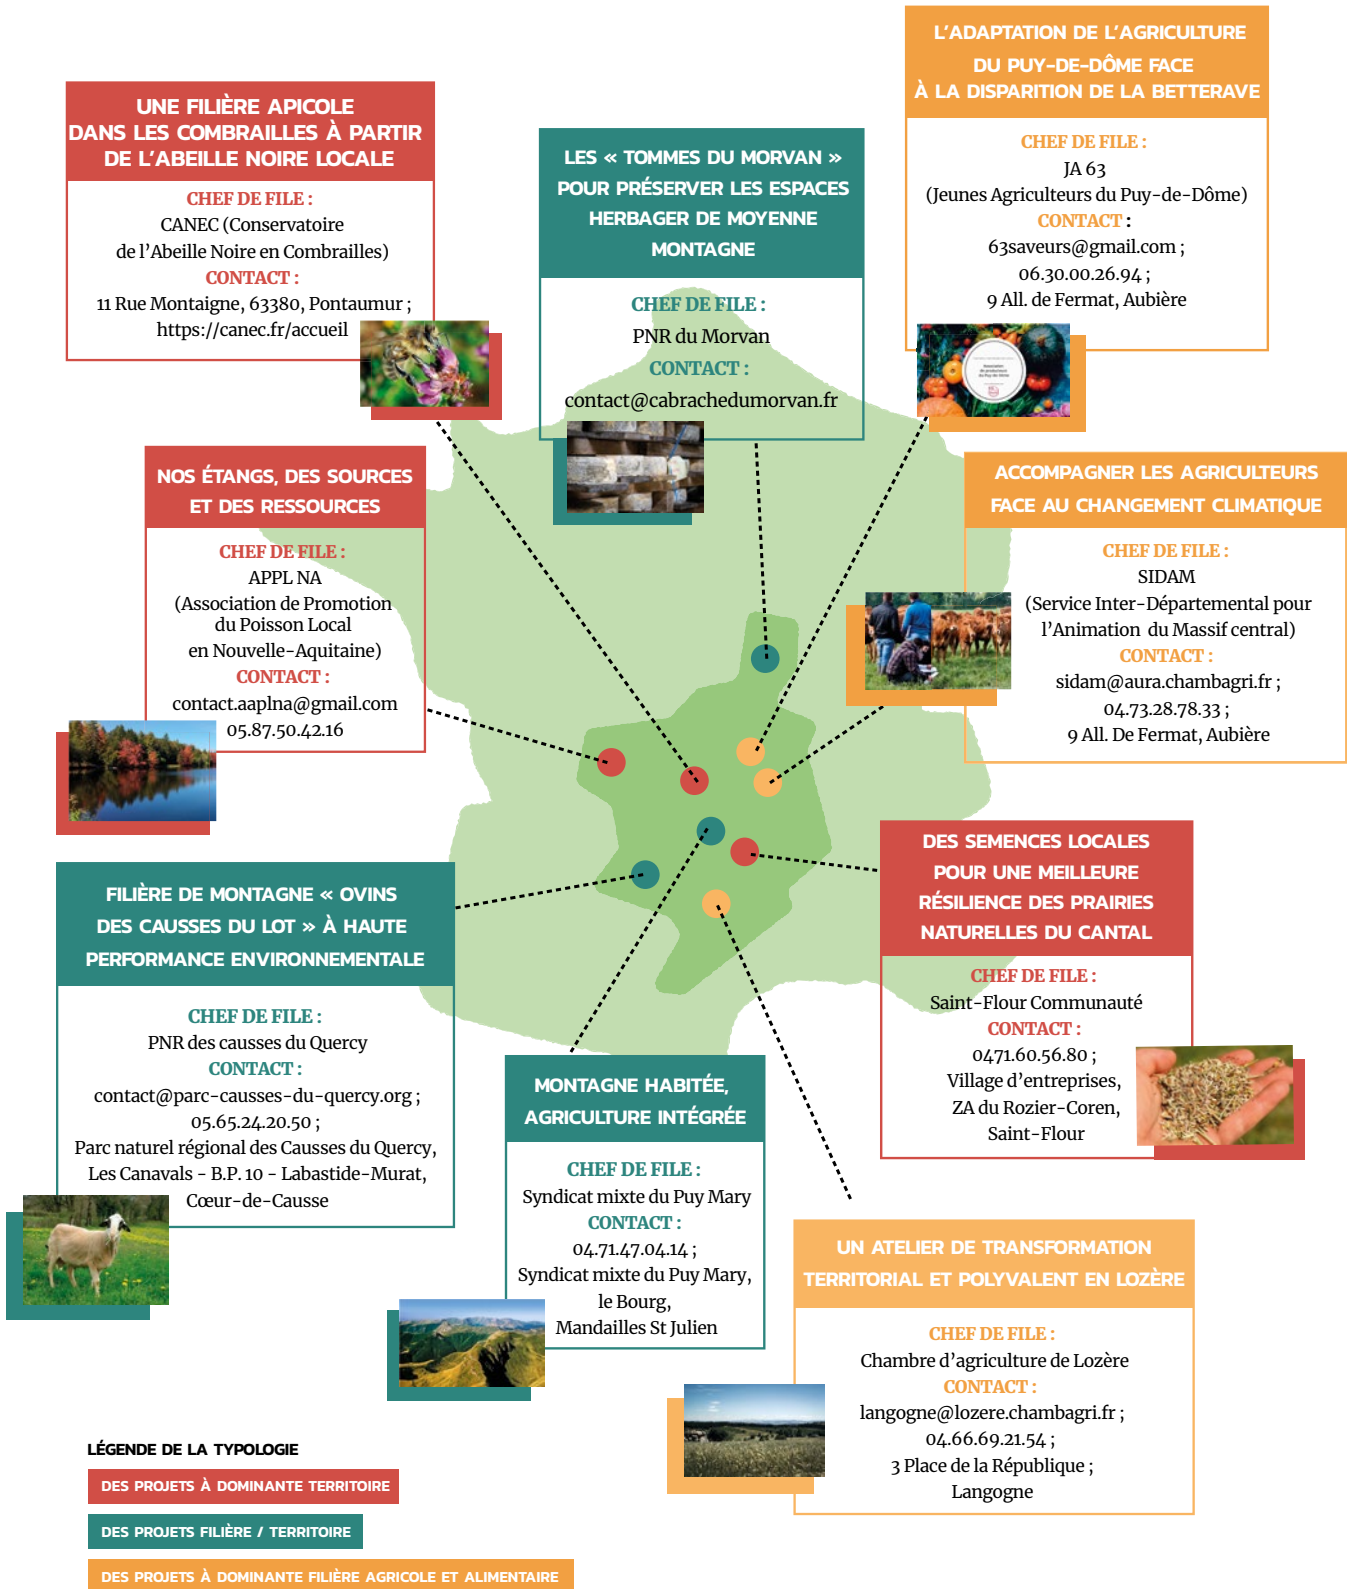 L'ADAPTATION DE L'AGRICULTURE
DU PUY-DE-DÔME FACE
À LA DISPARITION DE LA BETTERAVE
CHEF DE FILE :
JA 63
(Jeunes Agriculteurs du Puy-de-Dôme)
CONTACT :
63saveurs@gmail.com ;
06.30.00.26.94 ;
9 All. de Fermat, Aubière
UNE FILIÈRE APICOLE
DANS LES COMBRAILLES À PARTIR
DE L'ABEILLE NOIRE LOCALE
CHEF DE FILE :
CANEC (Conservatoire
de l'Abeille Noire en Combrailles)
CONTACT :
11 Rue Montaigne, 63380, Pontaumur ;
https://canec.fr/accueil
LES « TOMMES DU MORVAN »
POUR PRÉSERVER LES ESPACES
HERBAGER DE MOYENNE
MONTAGNE
CHEF DE FILE :
PNR du Morvan
CONTACT :
contact@cabrachedumorvan.fr
NOS ÉTANGS, DES SOURCES
ET DES RESSOURCES
CHEF DE FILE :
APPL NA
(Association de Promotion
du Poisson Local
en Nouvelle-Aquitaine)
CONTACT :
contact.aaplna@gmail.com
05.87.50.42.16
ACCOMPAGNER LES AGRICULTEURS
FACE AU CHANGEMENT CLIMATIQUE
CHEF DE FILE :
SIDAM
(Service Inter-Départemental pour
l'Animation du Massif central)
CONTACT :
sidam@aura.chambagri.fr ;
04.73.28.78.33 ;
9 All. De Fermat, Aubière
FILIÈRE DE MONTAGNE « OVINS
DES CAUSSES DU LOT » À HAUTE
PERFORMANCE ENVIRONNEMENTALE
CHEF DE FILE :
PNR des causses du Quercy
CONTACT :
contact@parc-causses-du-quercy.org ;
05.65.24.20.50 ;
Parc naturel régional des Causses du Quercy,
Les Canavals - B.P. 10 - Labastide-Murat,
Cœur-de-Causse
DES SEMENCES LOCALES
POUR UNE MEILLEURE
RÉSILIENCE DES PRAIRIES
NATURELLES DU CANTAL
CHEF DE FILE :
Saint-Flour Communauté
CONTACT :
0471.60.56.80 ;
Village d'entreprises,
ZA du Rozier-Coren,
Saint-Flour
MONTAGNE HABITÉE,
AGRICULTURE INTÉGRÉE
CHEF DE FILE :
Syndicat mixte du Puy Mary
CONTACT :
04.71.47.04.14 ;
Syndicat mixte du Puy Mary,
le Bourg,
Mandailles St Julien
UN ATELIER DE TRANSFORMATION
TERRITORIAL ET POLYVALENT EN LOZÈRE
CHEF DE FILE :
Chambre d'agriculture de Lozère
CONTACT :
langogne@lozere.chambagri.fr ;
04.66.69.21.54 ;
3 Place de la République ;
Langogne
LÉGENDE DE LA TYPOLOGIE
DES PROJETS À DOMINANTE TERRITOIRE
DES PROJETS FILIÈRE / TERRITOIRE
DES PROJETS À DOMINANTE FILIÈRE AGRICOLE ET ALIMENTAIRE